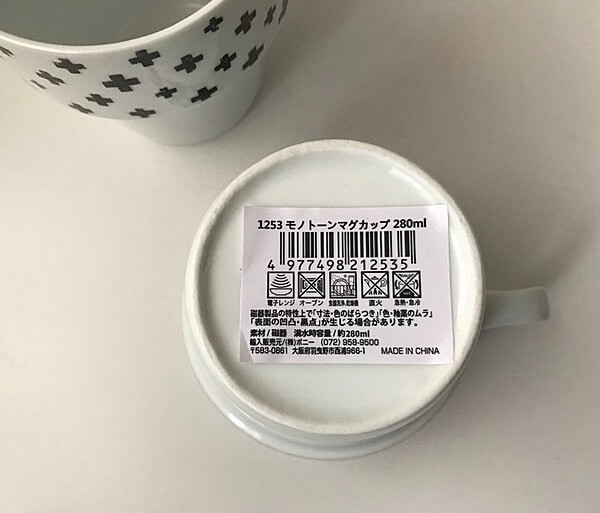 1253 モノトーンマグカップ 280ml
4 977498 212535
電子レンジ オーブン 食器洗浄乾燥機 直火 急熱・急冷
磁器製品の特性上で「寸法・色のばらつき」「色・釉薬のムラ」
「表面の凹凸・黒点」が生じる場合があります。
素材/磁器 満水時容量/約280ml
輸入販売元/(株)ポニー (072) 958-9500
〒583-0861 大阪府羽曳野市西浦966-1 MADE IN CHINA